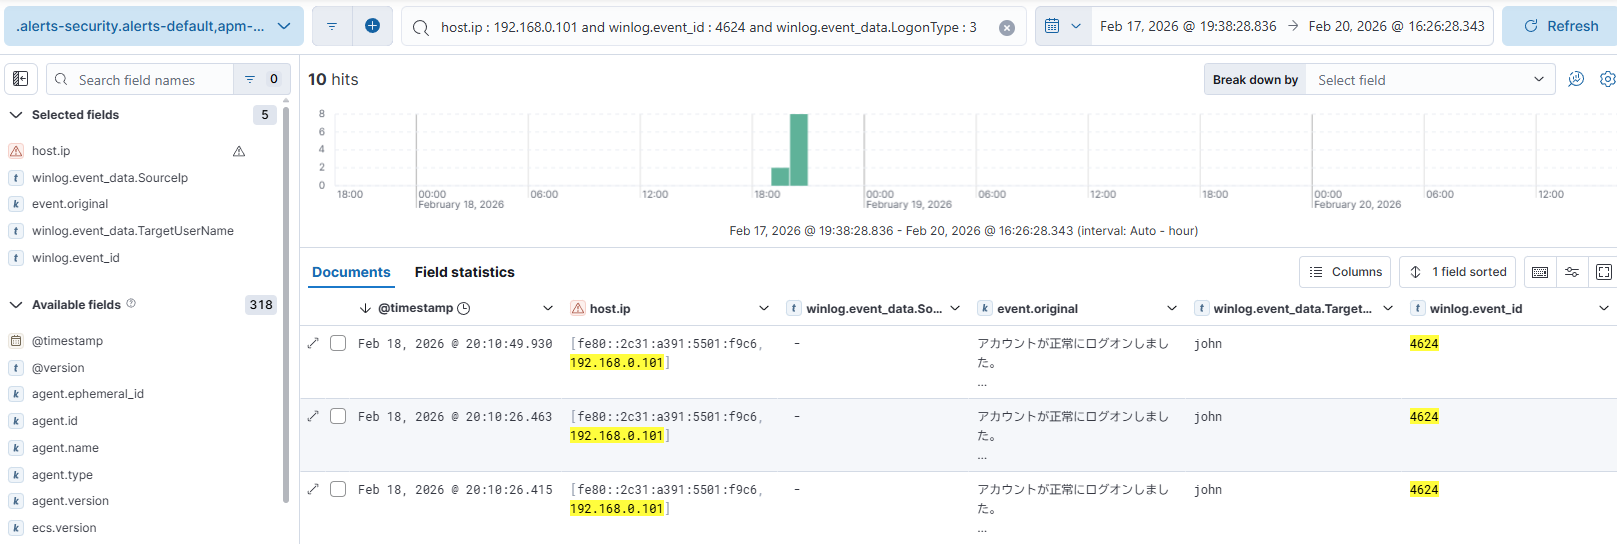 .alerts-security.alerts-default,apm-...
host.ip : 192.168.0.101 and winlog.event_id : 4624 and winlog.event_data.LogonType : 3
Feb 17, 2026 @ 19:38:28.836 → Feb 20, 2026 @ 16:26:28.343
Refresh
Search field names
0
Selected fields 5
host.ip
winlog.event_data.SourceIp
event.original
winlog.event_data.TargetUserName
winlog.event_id
Available fields 318
@timestamp
@version
agent.ephemeral_id
agent.id
agent.name
agent.type
agent.version
ecs.version
10 hits
Break down by Select field
8
6
4
2
0
18:00 00:00 06:00 12:00 18:00 00:00 06:00 12:00 18:00 00:00 06:00 12:00
February 18, 2026 February 19, 2026 February 20, 2026
Feb 17, 2026 @ 19:38:28.836 - Feb 20, 2026 @ 16:26:28.343 (interval: Auto - hour)
Documents Field statistics
Columns 1 field sorted
@timestamp host.ip winlog.event_data.So... event.original winlog.event_data.Target... winlog.event_id
Feb 18, 2026 @ 20:10:49.930 [fe80::2c31:a391:5501:f9c6, - アカウントが正常にログオンしまし john 4624
192.168.0.101] た。
...
Feb 18, 2026 @ 20:10:26.463 [fe80::2c31:a391:5501:f9c6, - アカウントが正常にログオンしまし john 4624
192.168.0.101] た。
...
Feb 18, 2026 @ 20:10:26.415 [fe80::2c31:a391:5501:f9c6, - アカウントが正常にログオンしまし john 4624
192.168.0.101] た。
...